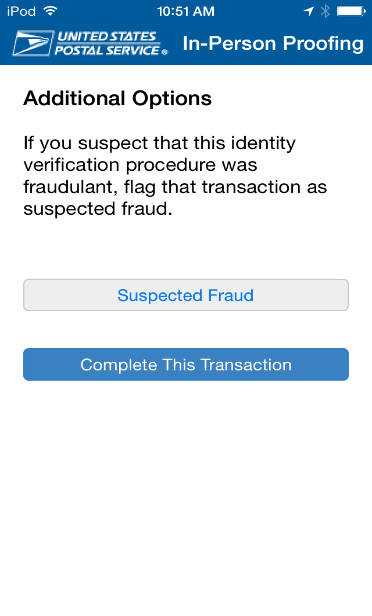 iPod 10:51 AM
UNITED STATES
POSTAL SERVICE® In-Person Proofing
Additional Options
If you suspect that this identity
verification procedure was
fraudulant, flag that transaction as
suspected fraud.
Suspected Fraud
Complete This Transaction